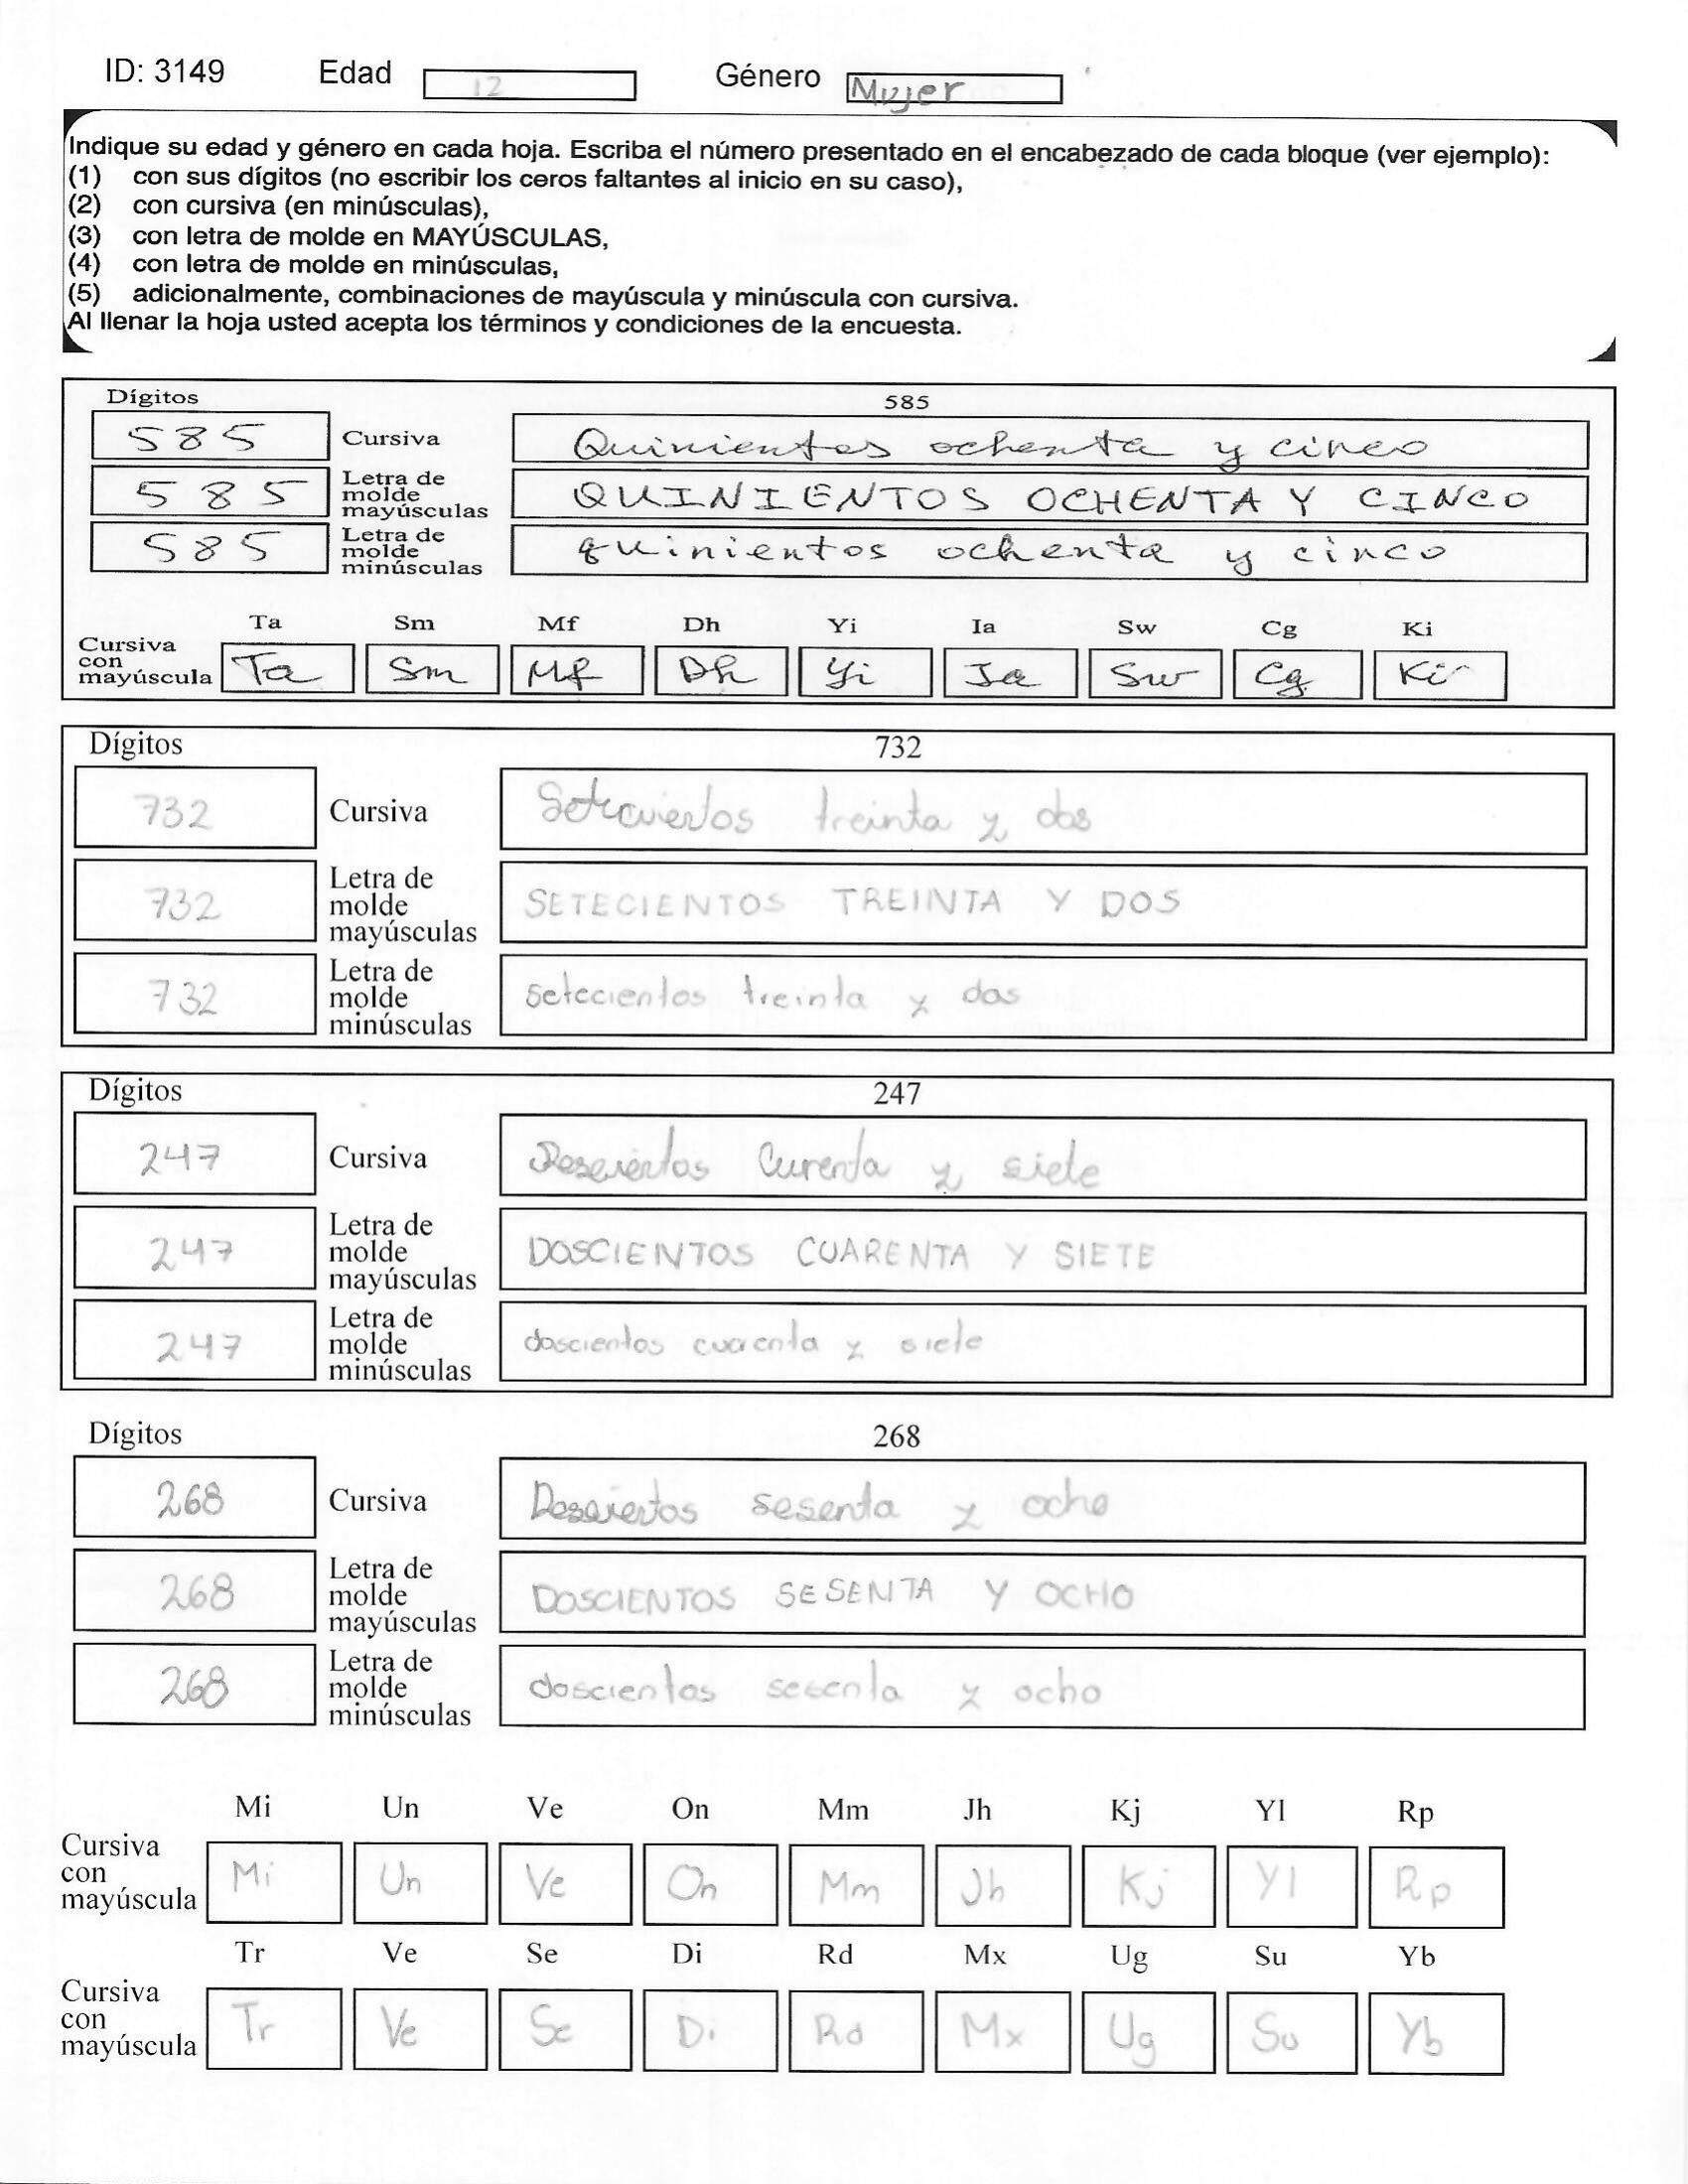 ID: 3149 Edad 12 Género Mujer
Indique su edad y género en cada hoja. Escriba el número presentado en el encabezado de cada bloque (ver ejemplo):
(1) con sus dígitos (no escribir los ceros faltantes al inicio en su caso),
(2) con cursiva (en minúsculas),
(3) con letra de molde en MAYÚSCULAS,
(4) con letra de molde en minúsculas,
(5) adicionalmente, combinaciones de mayúscula y minúscula con cursiva.
Al llenar la hoja usted acepta los términos y condiciones de la encuesta.
Dígitos 585
585 Cursiva Quinientos ochenta y cinco
585 Letra de molde mayúsculas QUINIENTOS OCHENTA Y CINCO
585 Letra de molde minúsculas quinientos ochenta y cinco
Ta Sm Mf Dh Yi Ia Sw Cg Ki
Cursiva con mayúscula Ta Sm Mf Dh Yi Ia Sw Cg Ki
Dígitos 732
732 Cursiva treinta y dos
732 Letra de molde mayúsculas SETECIENTOS TREINTA Y DOS
732 Letra de molde minúsculas setecientos treinta y dos
Dígitos 247
247 Cursiva Curenta y siete
247 Letra de molde mayúsculas DOSCIENTOS CUARENTA Y SIETE
247 Letra de molde minúsculas doscientos cuarenta y siete
Dígitos 268
268 Cursiva sesenta y ocho
268 Letra de molde mayúsculas DOSCIENTOS SESENTA Y OCHO
268 Letra de molde minúsculas doscientos sesenta y ocho
Mi Un Ve On Mm Jh Kj Yl Rp
Cursiva con mayúscula Mi Un Ve On Mm Jh Kj Yl Rp
Tr Ve Se Di Rd Mx Ug Su Yb
Cursiva con mayúscula Tr Ve Se Di Rd Mx Ug Su Yb